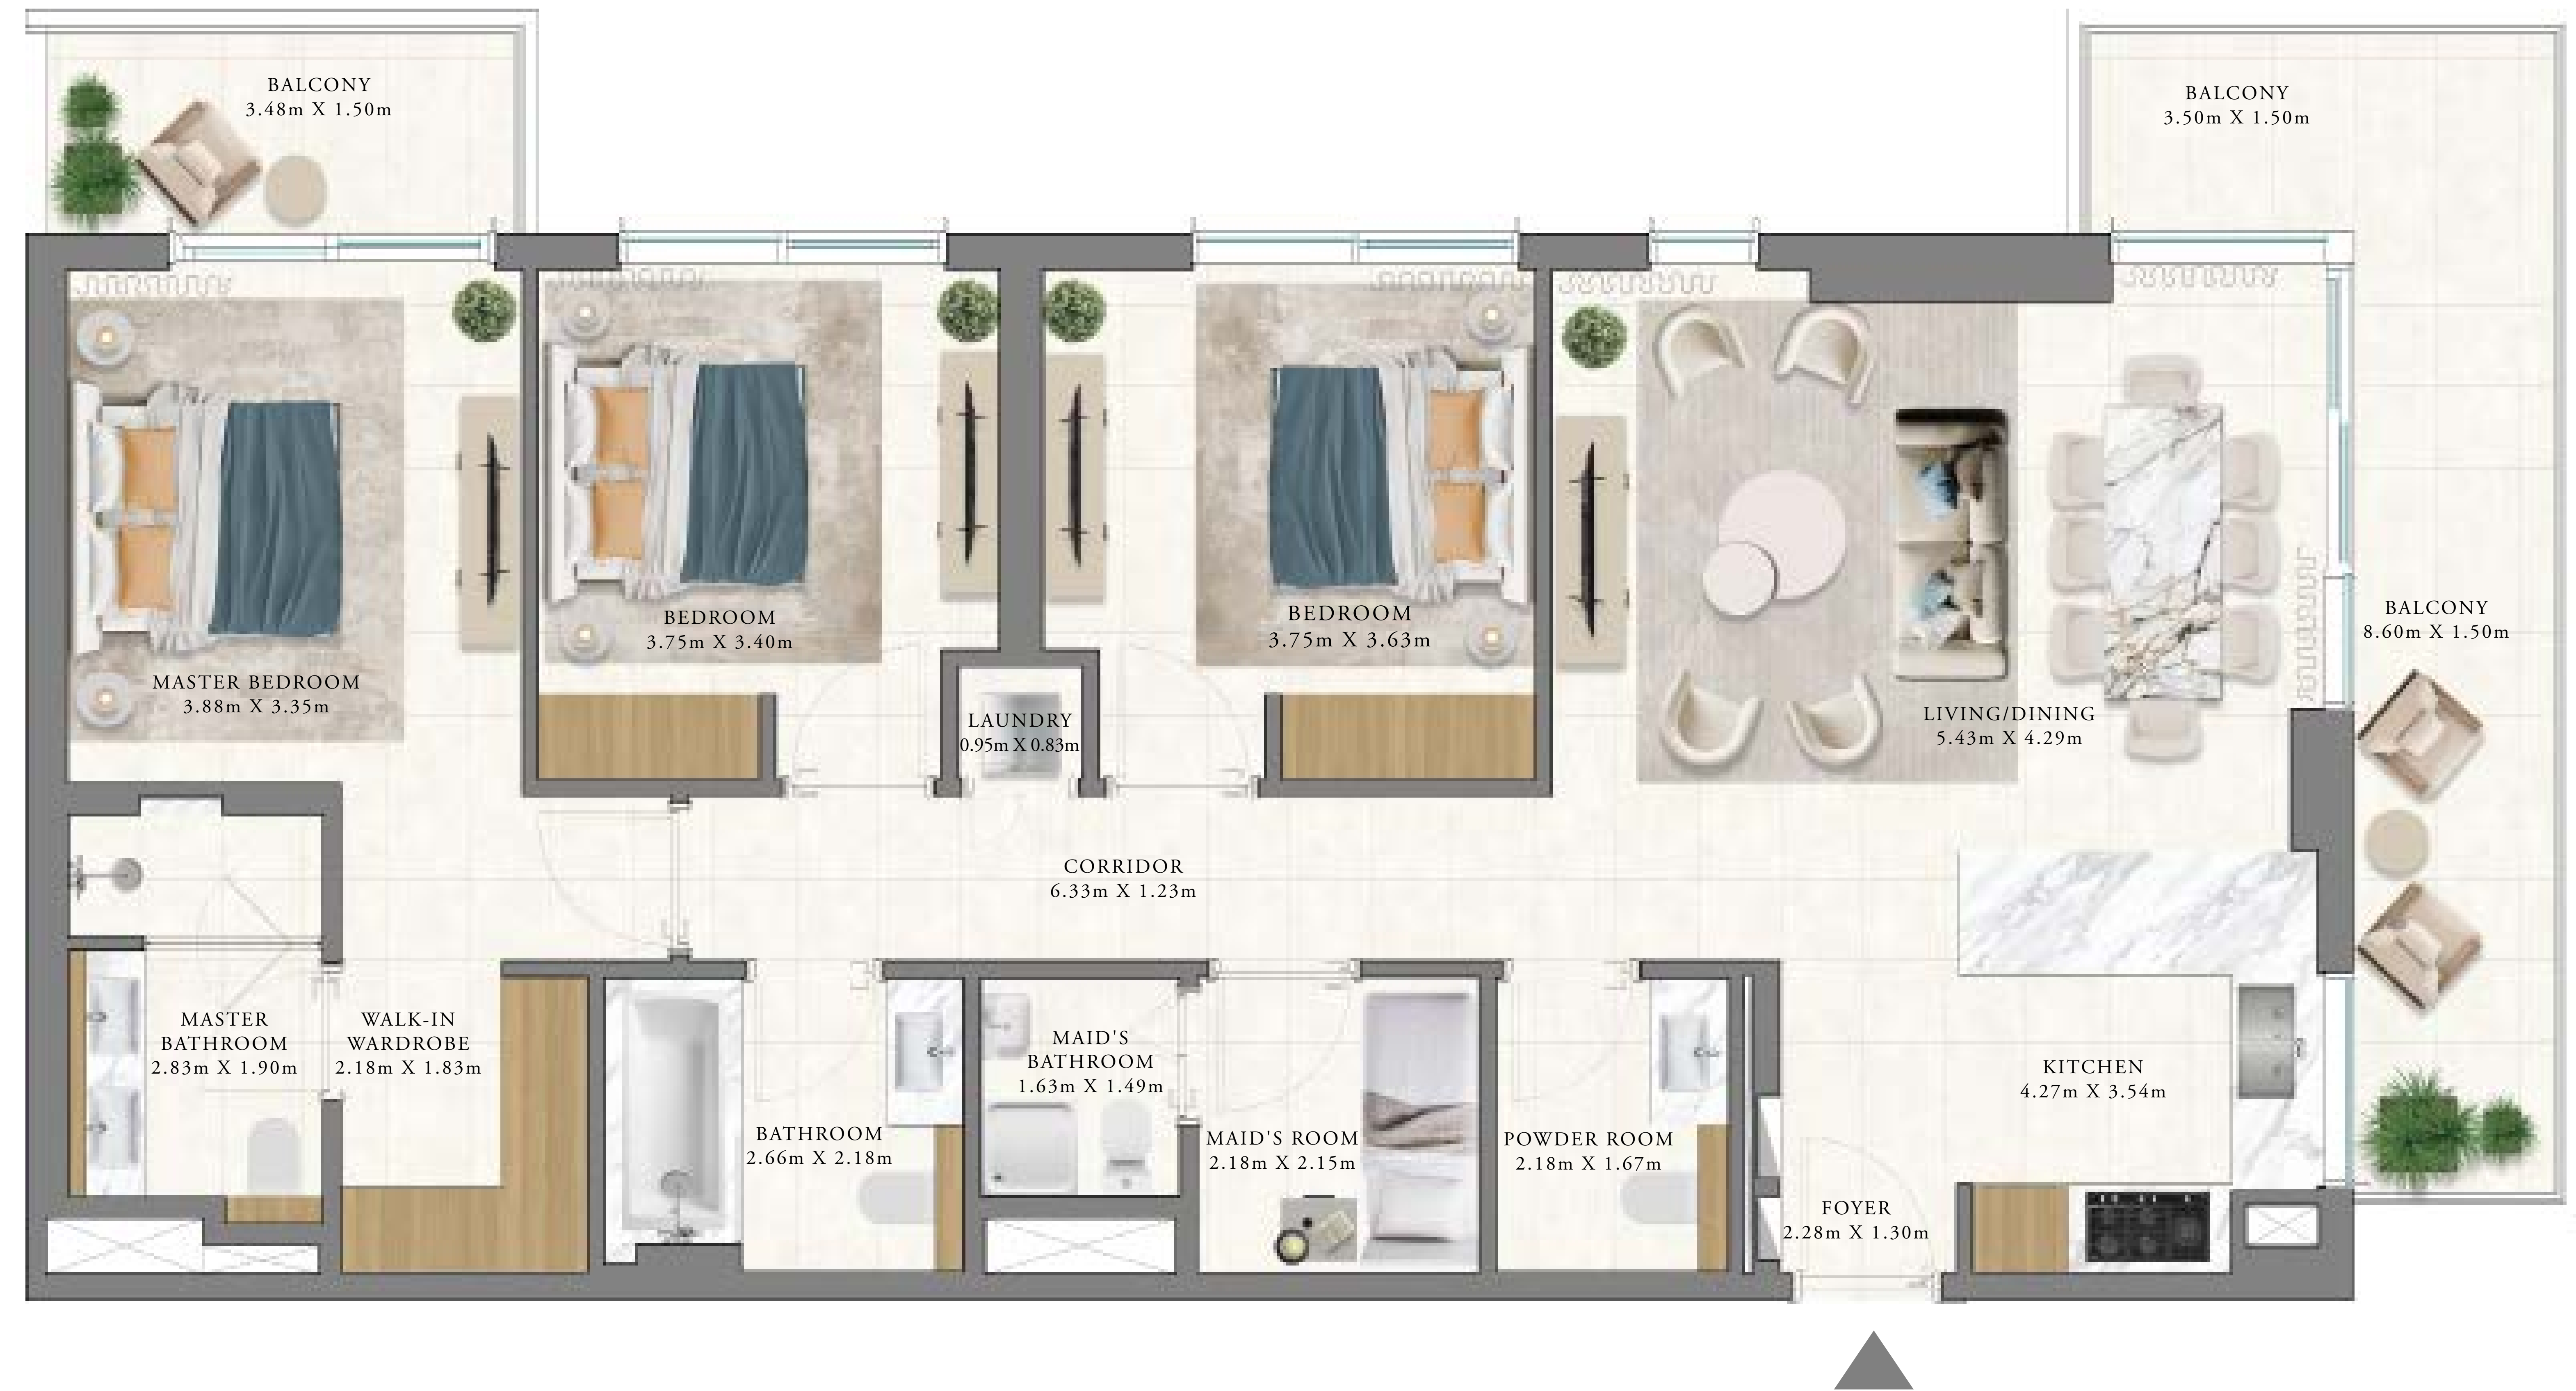 BALCONY
3.48m X 1.50m
BALCONY
3.50m X 1.50m
BEDROOM
3.75m X 3.40m
BEDROOM
3.75m X 3.63m
BALCONY
8.60m X 1.50m
MASTER BEDROOM
3.88m X 3.35m
LAUNDRY
0.95m X 0.83m
LIVING/DINING
5.43m X 4.29m
CORRIDOR
6.33m X 1.23m
MASTER
BATHROOM
2.83m X 1.90m
WALK-IN
WARDROBE
2.18m X 1.83m
MAID'S
BATHROOM
1.63m X 1.49m
KITCHEN
4.27m X 3.54m
BATHROOM
2.66m X 2.18m
MAID'S ROOM
2.18m X 2.15m
POWDER ROOM
2.18m X 1.67m
FOYER
2.28m X 1.30m